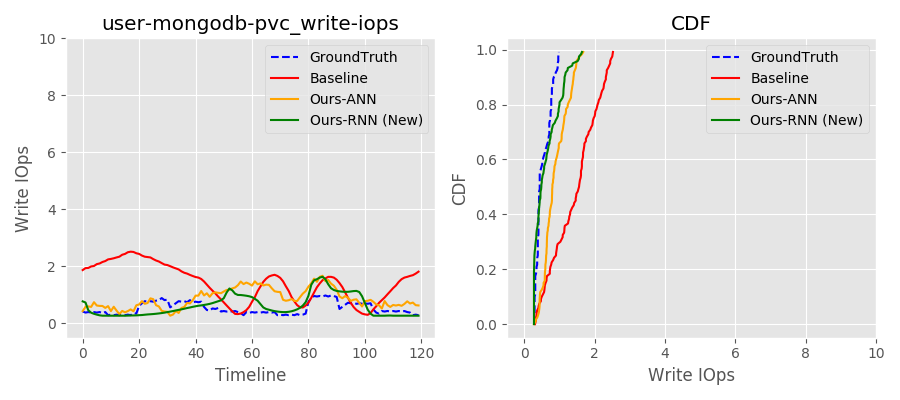 user-mongodb-pvc_write-iops
Write IOps
10
8
6
4
2
0
0 20 40 60 80 100 120
Timeline
GroundTruth
Baseline
Ours-ANN
Ours-RNN (New)
CDF
CDF
1.0
0.8
0.6
0.4
0.2
0.0
0 2 4 6 8 10
Write IOps
GroundTruth
Baseline
Ours-ANN
Ours-RNN (New)